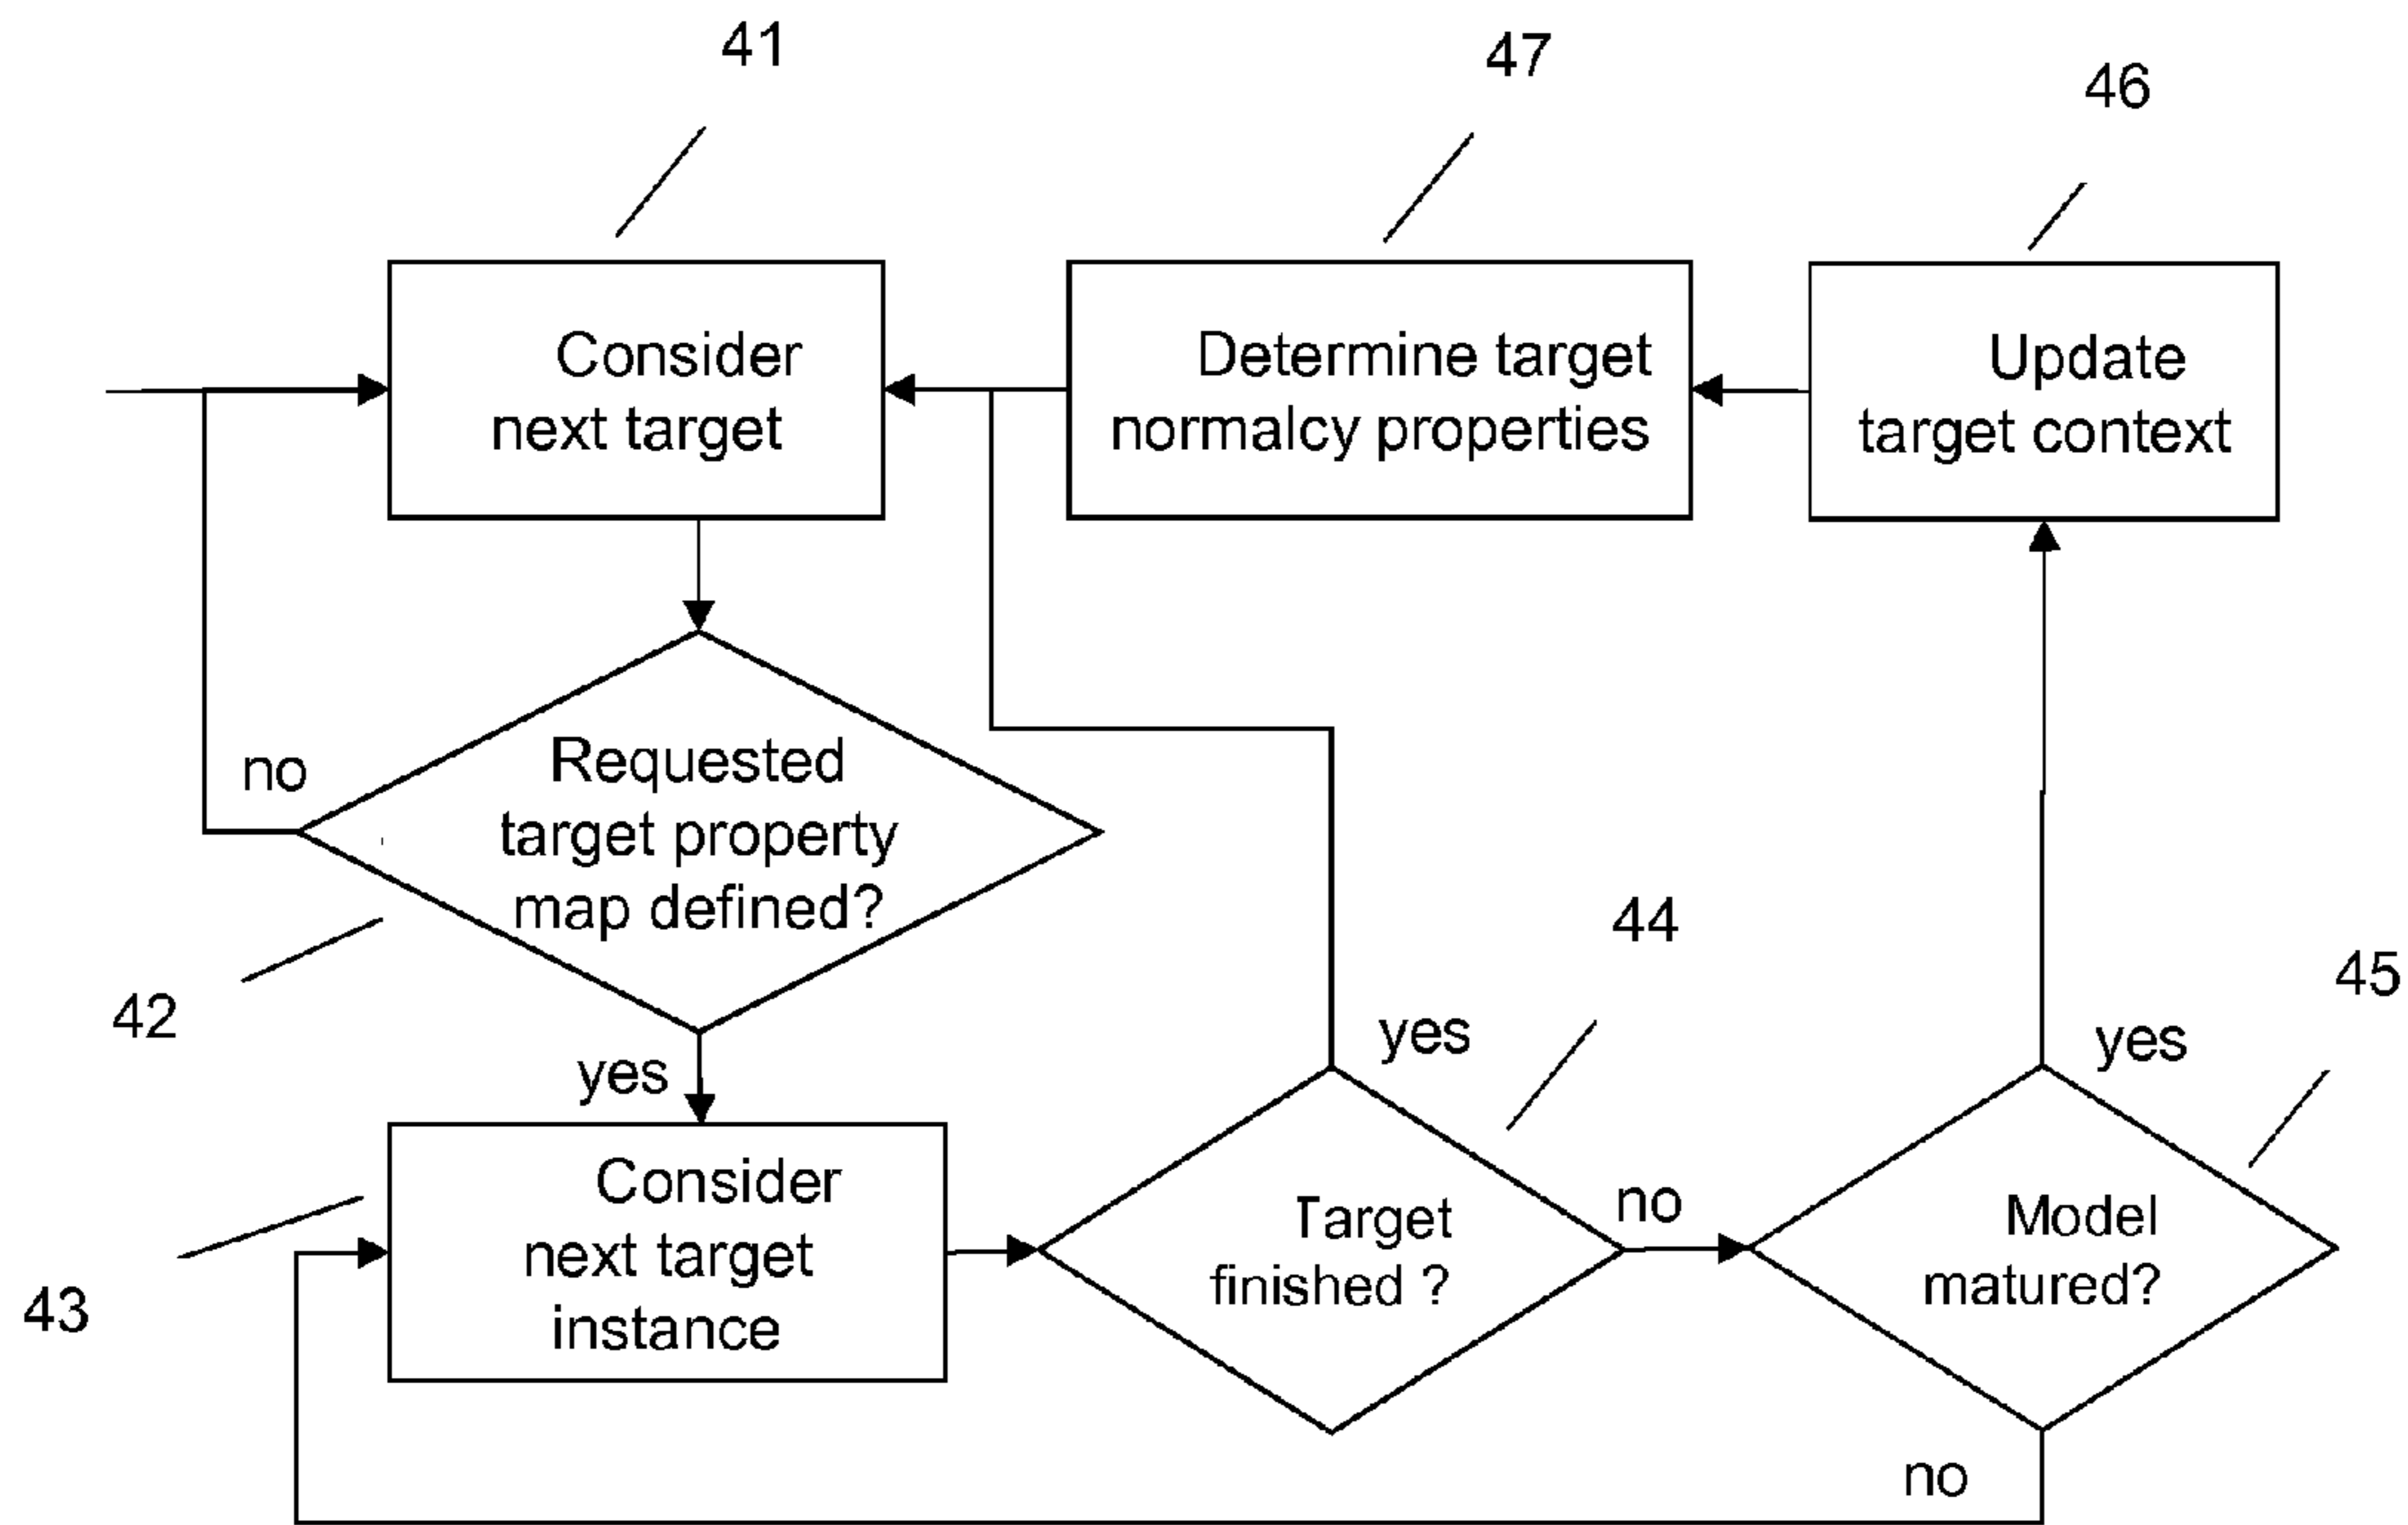 41
47
46
Consider
next target
Determine target
normalcy properties
Update
target context
no
Requested
target property
map defined?
42
yes
44
45
yes
yes
43
Consider
next target
instance
Target
finished ?
no
Model
matured?
no